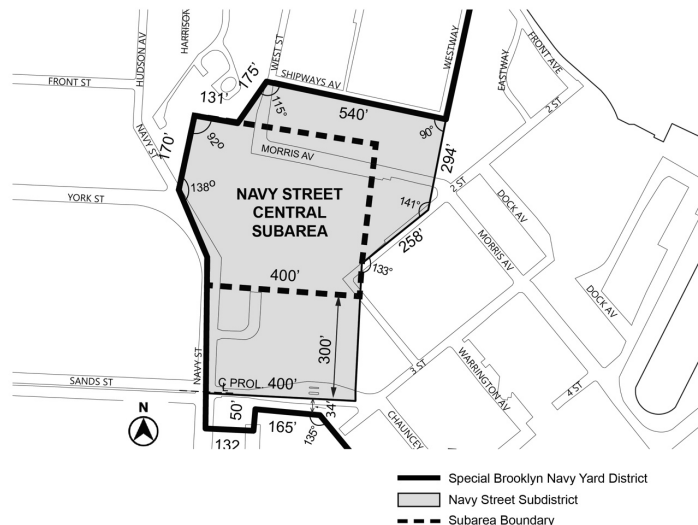 HUDSON AV
HARRISON
WEST ST
WESTWAY
EASTWAY
FRONT AVE
FRONT ST
SHIPWAYS AV
175'
131'
115°
540'
90°
2 ST
NAVY ST
170'
92º
MORRIS AV
294'
138º
YORK ST
NAVY STREET
CENTRAL
SUBAREA
141°
2 ST
DOCK AV
MORRIS AV
258'
133°
400'
DOCK AV
300'
3 ST
NAVY ST
SANDS ST
℄ PROL.
400'
WARRINGTON AV
4 ST
N
50'
34'
165'
135°
132
CHAUNCEY
Special Brooklyn Navy Yard District
Navy Street Subdistrict
Subarea Boundary